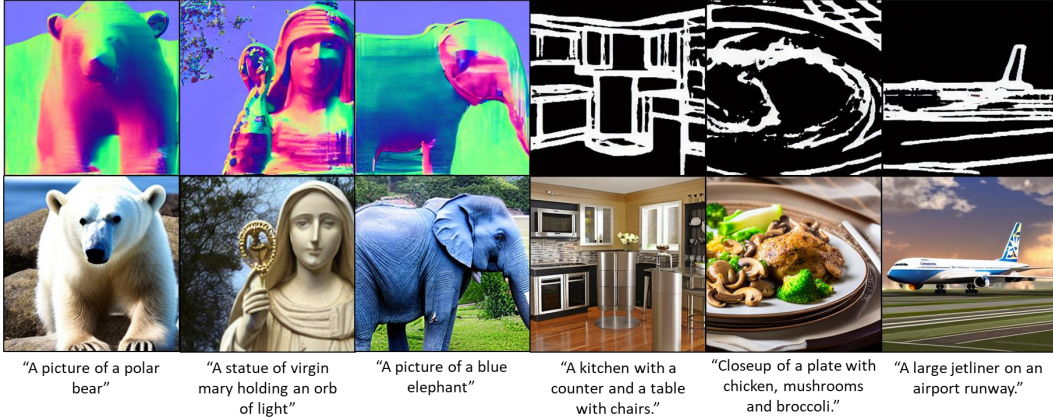 “A picture of a polar
bear”
“A statue of virgin
mary holding an orb
of light”
“A picture of a blue
elephant”
“A kitchen with a
counter and a table
with chairs.”
“Closeup of a plate with
chicken, mushrooms
and broccoli.”
“A large jetliner on an
airport runway.”